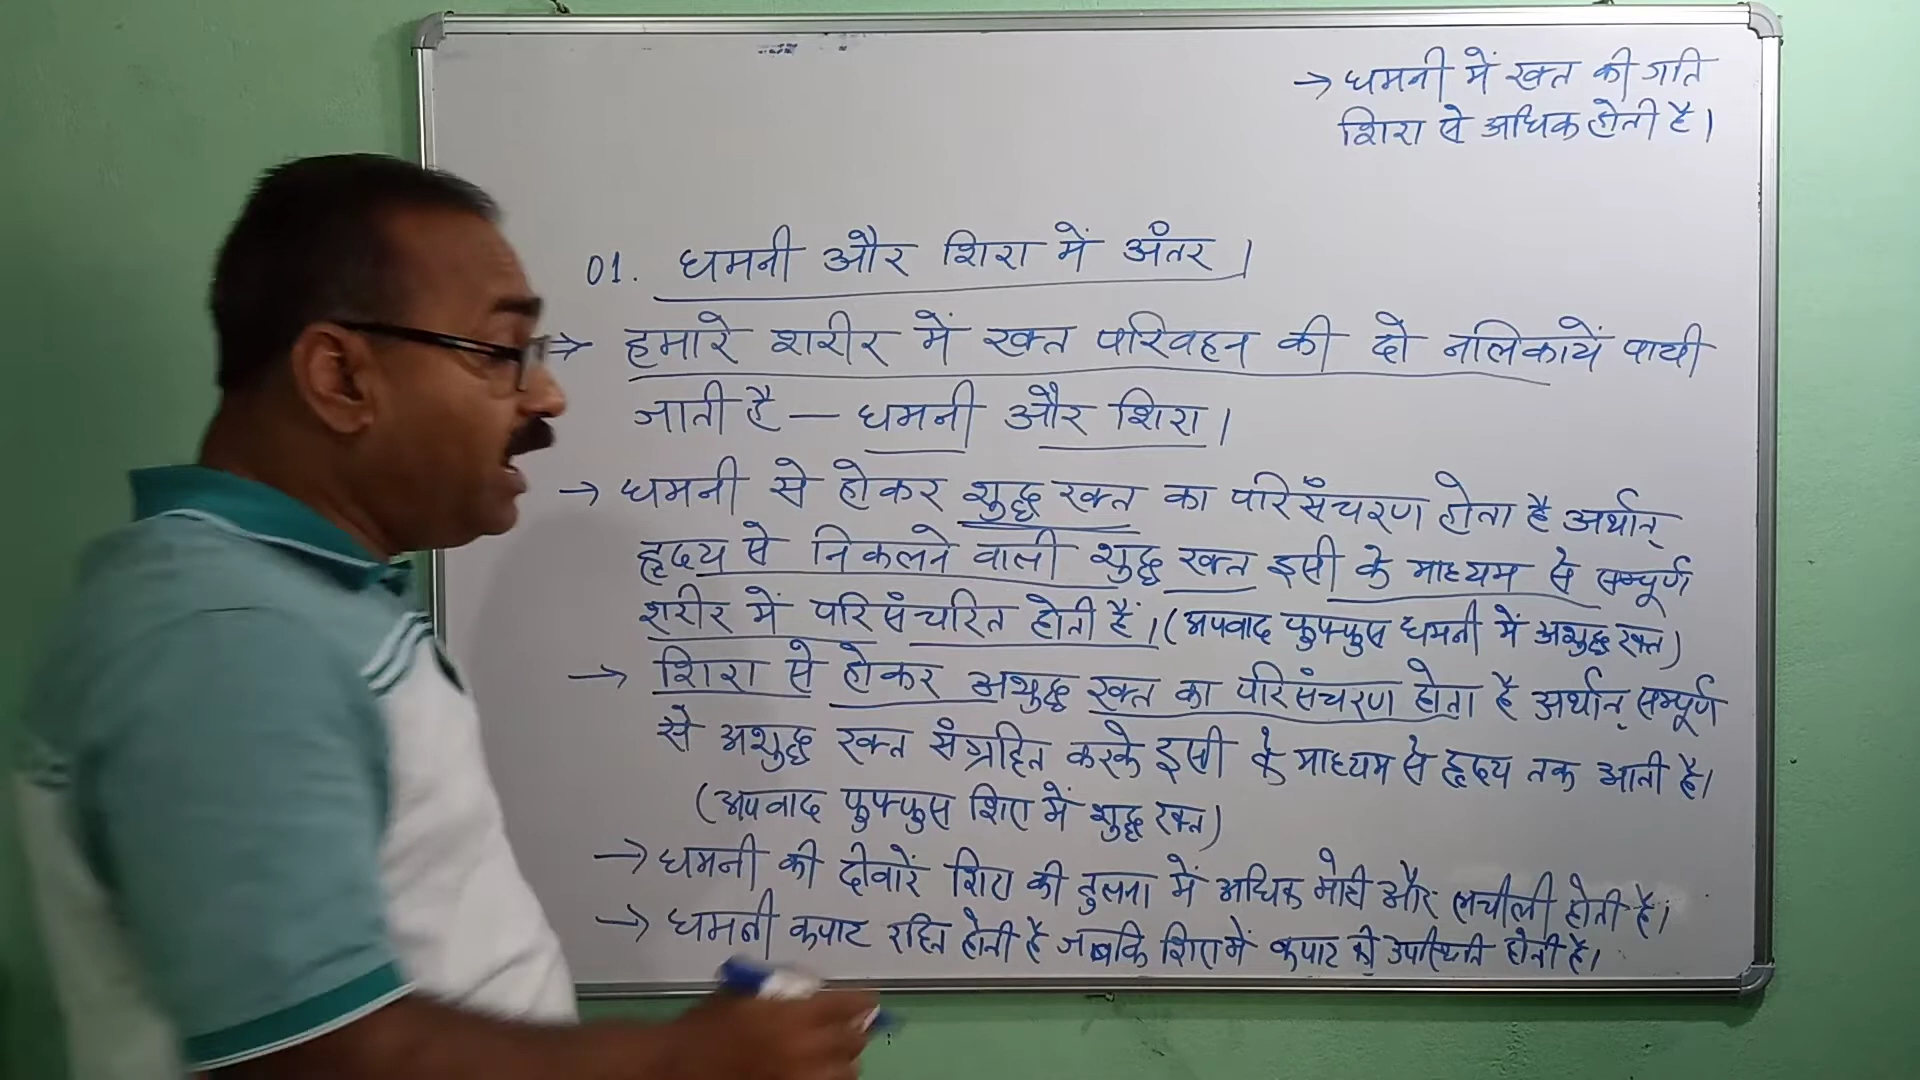 → धमनी में रक्त की गति
शिरा से अधिक होती है।
01. धमनी और शिरा में अंतर।
⇒ हमारे शरीर में रक्त परिवहन की दो नलिकायें पायी
जाती है – धमनी और शिरा।
→ धमनी से होकर शुद्ध रक्त का परिसंचरण होता है अर्थात्
हृदय से निकलने वाली शुद्ध रक्त इसी के माध्यम से सम्पूर्ण
शरीर में परिसंचरित होती है। (अपवाद फुफ्फुस धमनी में अशुद्ध रक्त)
→ शिरा से होकर अशुद्ध रक्त का परिसंचरण होता है अर्थात् सम्पूर्ण
से अशुद्ध रक्त संग्रहित करके इसी के माध्यम से हृदय तक आती है।
(अपवाद फुफ्फुस शिरा में शुद्ध रक्त)
→ धमनी की दीवारें शिरा की तुलना में अधिक मोटी और लचीली होती है।
→ धमनी कपाट रहित होती है जबकि शिरा में कपाट की उपस्थिति होती है।